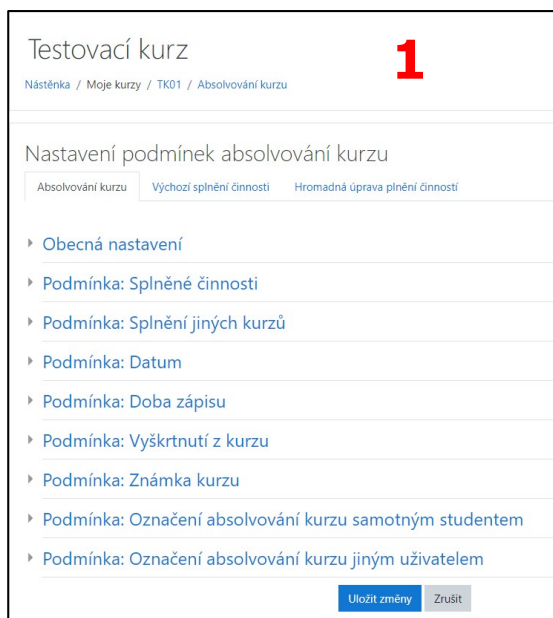 Testovací kurz
1
Nástěnka / Moje kurzy / TK01 / Absolvování kurzu
Nastavení podmínek absolvování kurzu
Absolvování kurzu Výchozí splnění činnosti Hromadná úprava plnění činností
Obecná nastavení
Podmínka: Splněné činnosti
Podmínka: Splnění jiných kurzů
Podmínka: Datum
Podmínka: Doba zápisu
Podmínka: Vyškrtnutí z kurzu
Podmínka: Známka kurzu
Podmínka: Označení absolvování kurzu samotným studentem
Podmínka: Označení absolvování kurzu jiným uživatelem
Uložit změny Zrušit